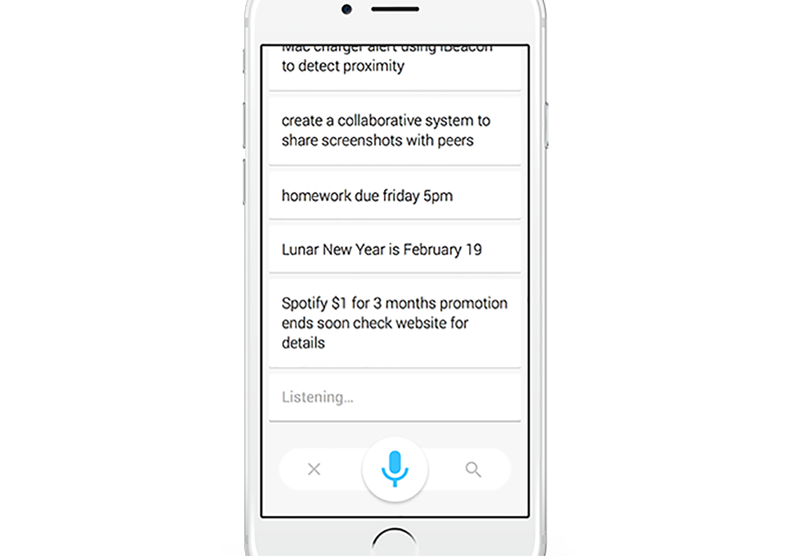 Mac charger alert using iBeacon
to detect proximity
create a collaborative system to
share screenshots with peers
homework due friday 5pm
Lunar New Year is February 19
Spotify $1 for 3 months promotion
ends soon check website for
details
Listening...